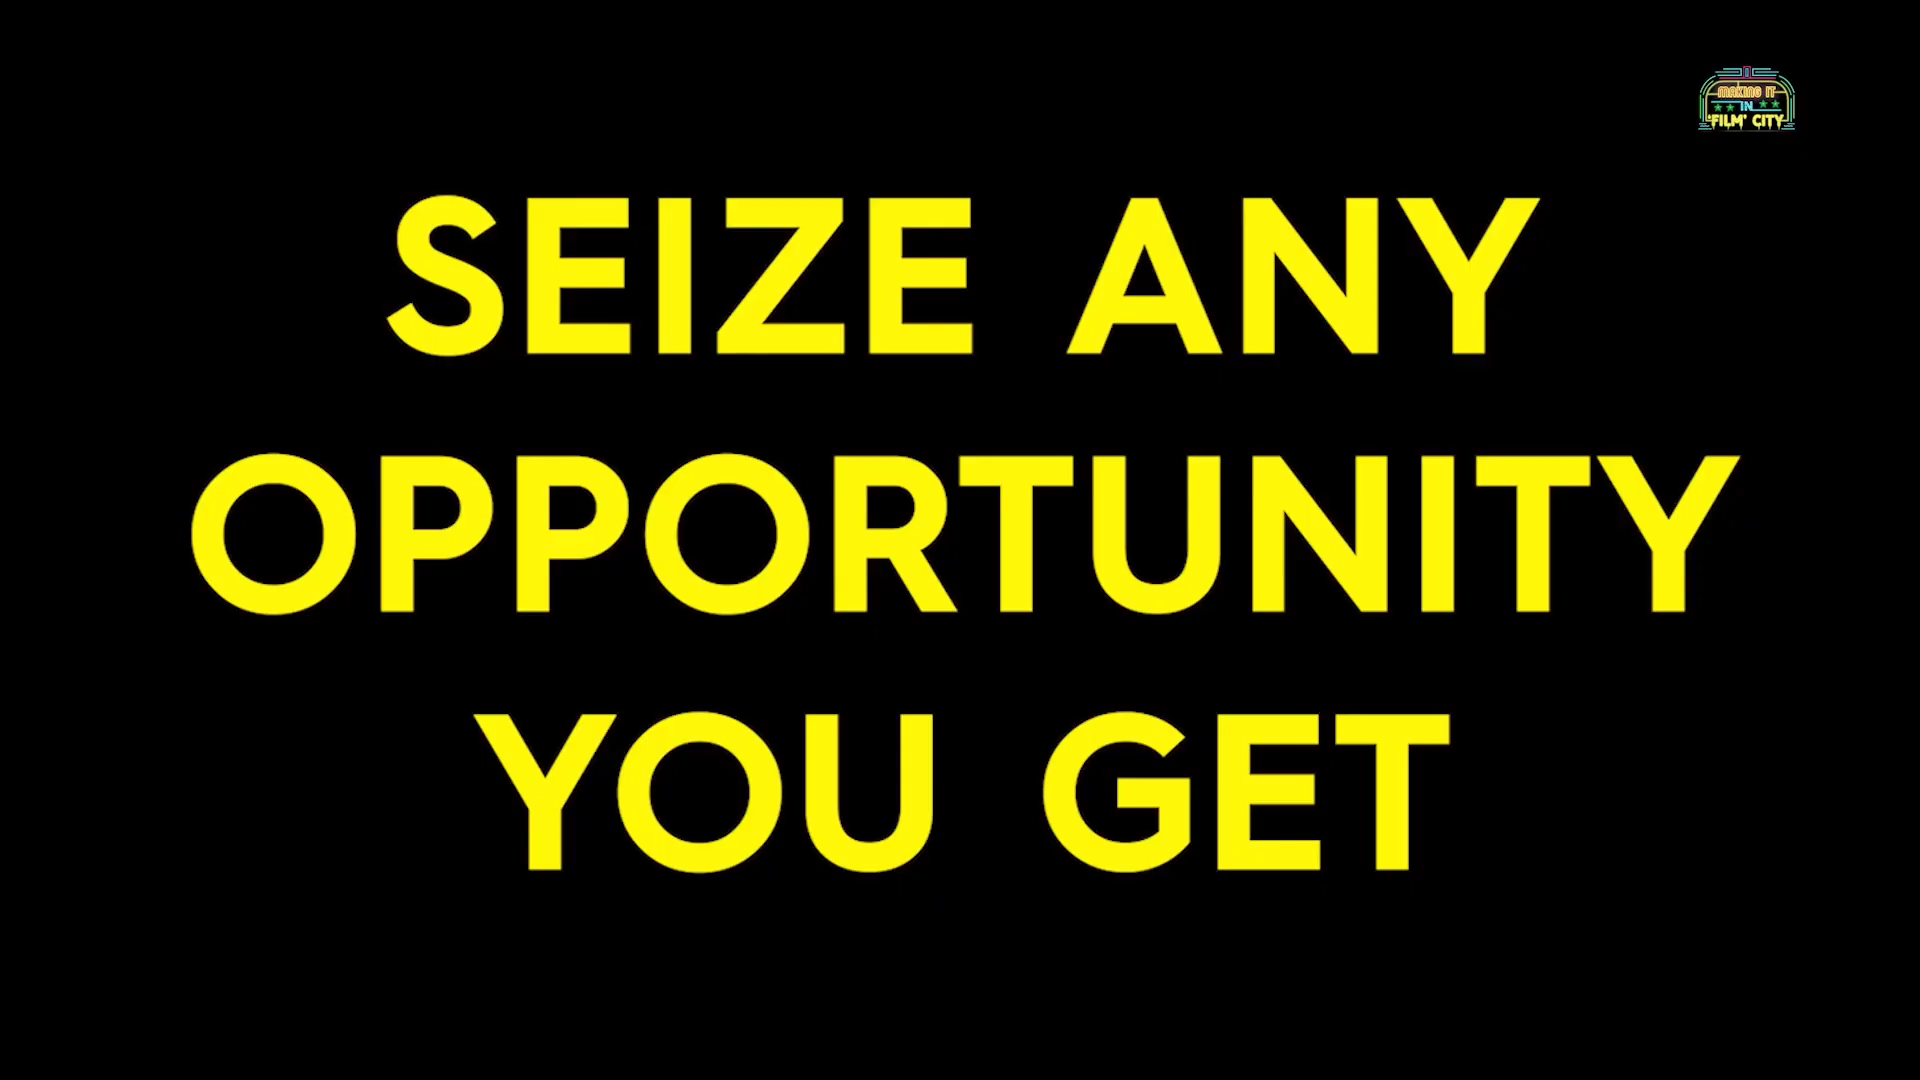 MAKING IT
IN
'FILM' CITY
SEIZE ANY
OPPORTUNITY
YOU GET